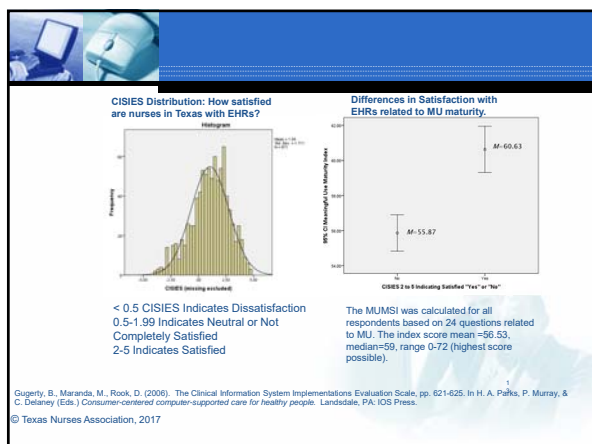 CISIES Distribution: How satisfied
are nurses in Texas with EHRs?
Histogram
Frequency
CISIES (missing excluded)
< 0.5 CISIES Indicates Dissatisfaction
0.5-1.99 Indicates Neutral or Not
Completely Satisfied
2-5 Indicates Satisfied
Differences in Satisfaction with
EHRs related to MU maturity.
95% CI Meaningful Use Maturity Index
M=60.63
M=55.87
No
Yes
CISIES 2 to 5 Indicating Satisfied "Yes" or "No"
The MUMSI was calculated for all
respondents based on 24 questions related
to MU. The index score mean =56.53,
median=59, range 0-72 (highest score
possible).
Gugerty, B., Maranda, M., Rook, D. (2006). The Clinical Information System Implementations Evaluation Scale, pp. 621-625. In H. A. Parks, P. Murray, &
C. Delaney (Eds.) Consumer-centered computer-supported care for healthy people. Landsdale, PA: IOS Press.
© Texas Nurses Association, 2017